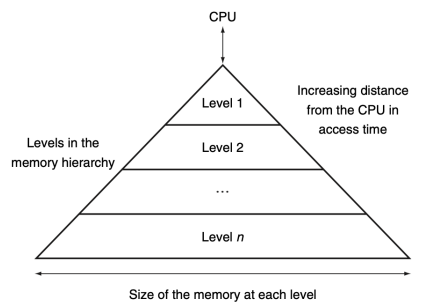 CPU
Level 1
Increasing distance
from the CPU in
access time
Levels in the
memory hierarchy
Level 2
...
Level n
Size of the memory at each level